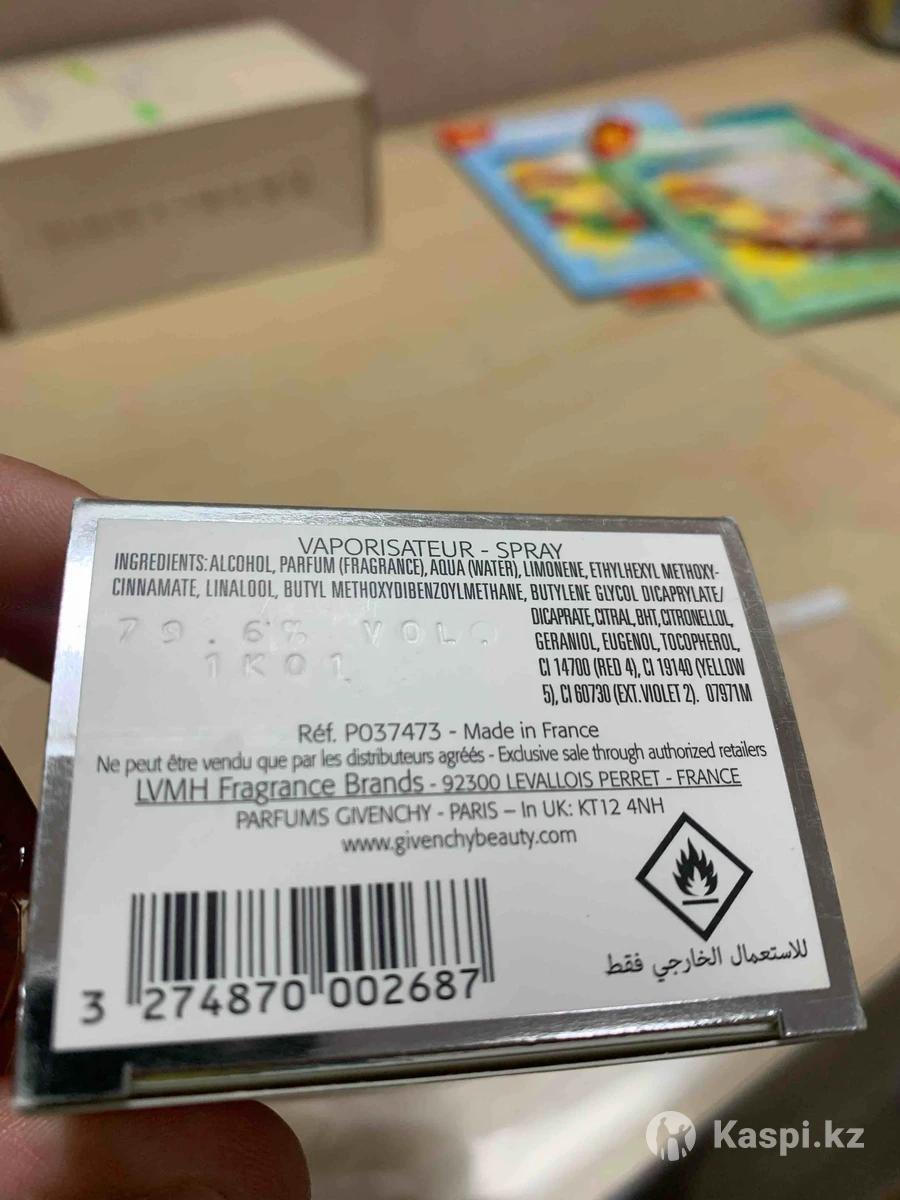 VAPORISATEUR - SPRAY
INGREDIENTS: ALCOHOL, PARFUM (FRAGRANCE), AQUA (WATER), LIMONENE, ETHYLHEXYL METHOXY-
CINNAMATE, LINALOOL, BUTYL METHOXYDIBENZOYLMETHANE, BUTYLENE GLYCOL DICAPRYLATE/
DICAPRATE, CITRAL, BHT, CITRONELLOL,
GERANIOL, EUGENOL, TOCOPHEROL,
CI 14700 (RED 4), CI 19140 (YELLOW
5), CI 60730 (EXT. VIOLET 2). 07971M
79.6% VOL
1K01
Réf. P037473 - Made in France
Ne peut être vendu que par les distributeurs agréés - Exclusive sale through authorized retailers
LVMH Fragrance Brands - 92300 LEVALLOIS PERRET - FRANCE
PARFUMS GIVENCHY - PARIS – In UK: KT12 4NH
www.givenchybeauty.com
للاستعمال الخارجي فقط
3 274870 002687
Kaspi.kz